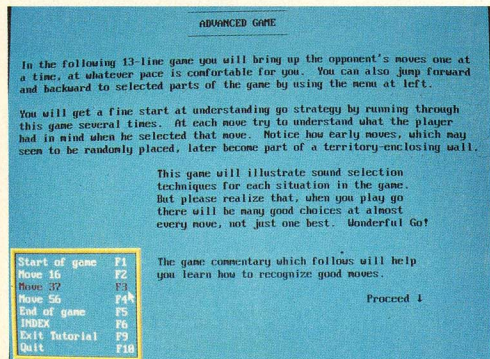 ADVANCED GAME
In the following 13-line game you will bring up the opponent's moves one at
a time, at whatever pace is comfortable for you. You can also jump forward
and backward to selected parts of the game by using the menu at left.
You will get a fine start at understanding go strategy by running through
this game several times. At each move try to understand what the player
had in mind when he selected that move. Notice how early moves, which may
seem to be randomly placed, later become part of a territory-enclosing wall.
This game will illustrate sound selection
techniques for each situation in the game.
But please realize that, when you play go
there will be many good choices at almost
every move, not just one best. Wonderful Go!
The game commentary which follows will help
you learn how to recognize good moves.
Proceed ↓
Start of game F1
Move 16 F2
Move 37 F3
Move 56 F4
End of game F5
INDEX F6
Exit Tutorial F9
Quit F10